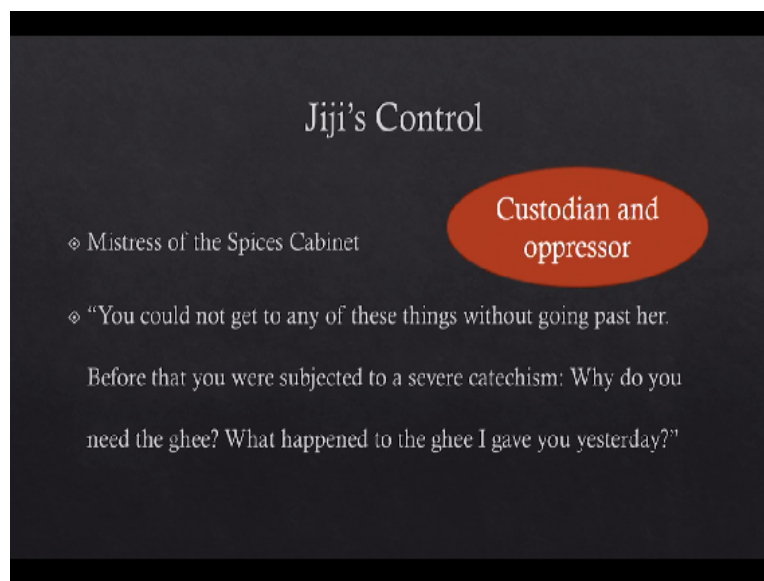 Jiji's Control
Custodian and
oppressor
Mistress of the Spices Cabinet
“You could not get to any of these things without going past her.
Before that you were subjected to a severe catechism: Why do you
need the ghee? What happened to the ghee I gave you yesterday?”